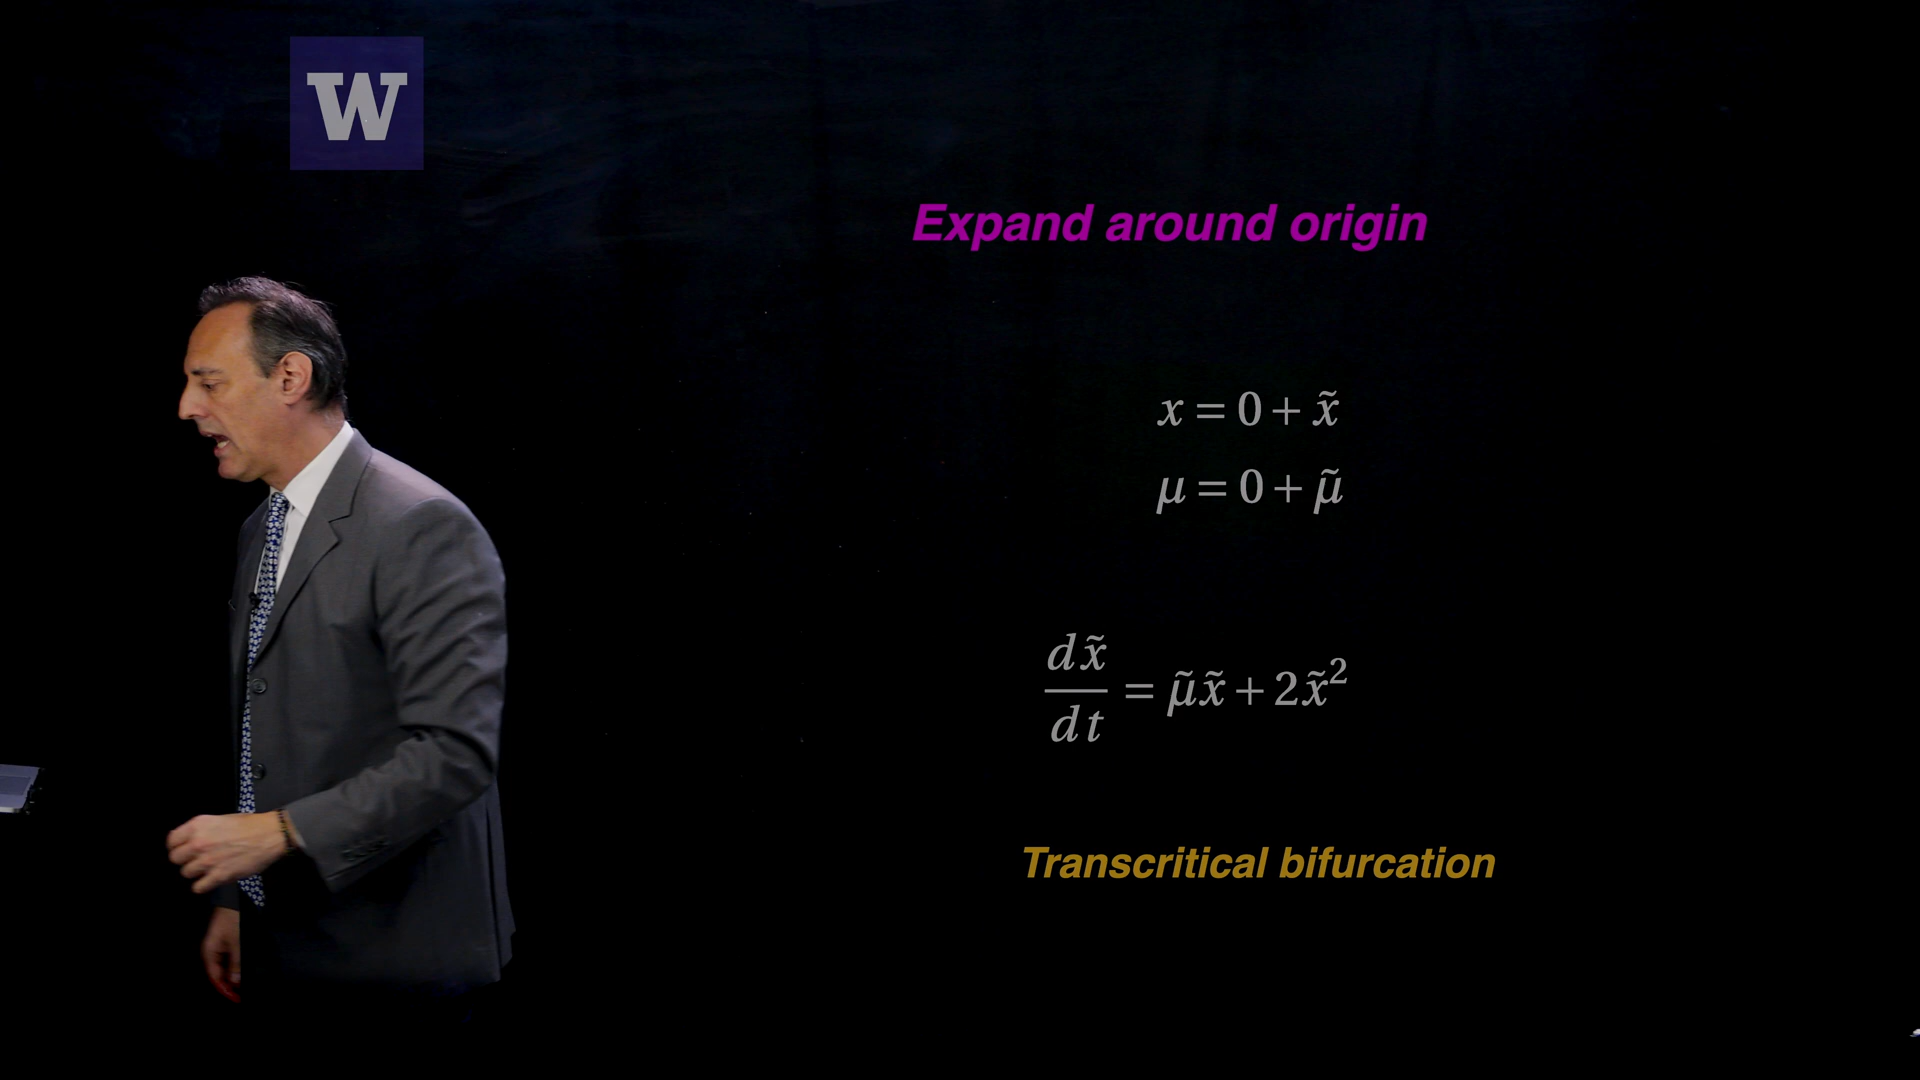 W
Expand around origin
x = 0 + x̃
μ = 0 + μ̃
dx̃/dt = μ̃x̃ + 2x̃²
Transcritical bifurcation